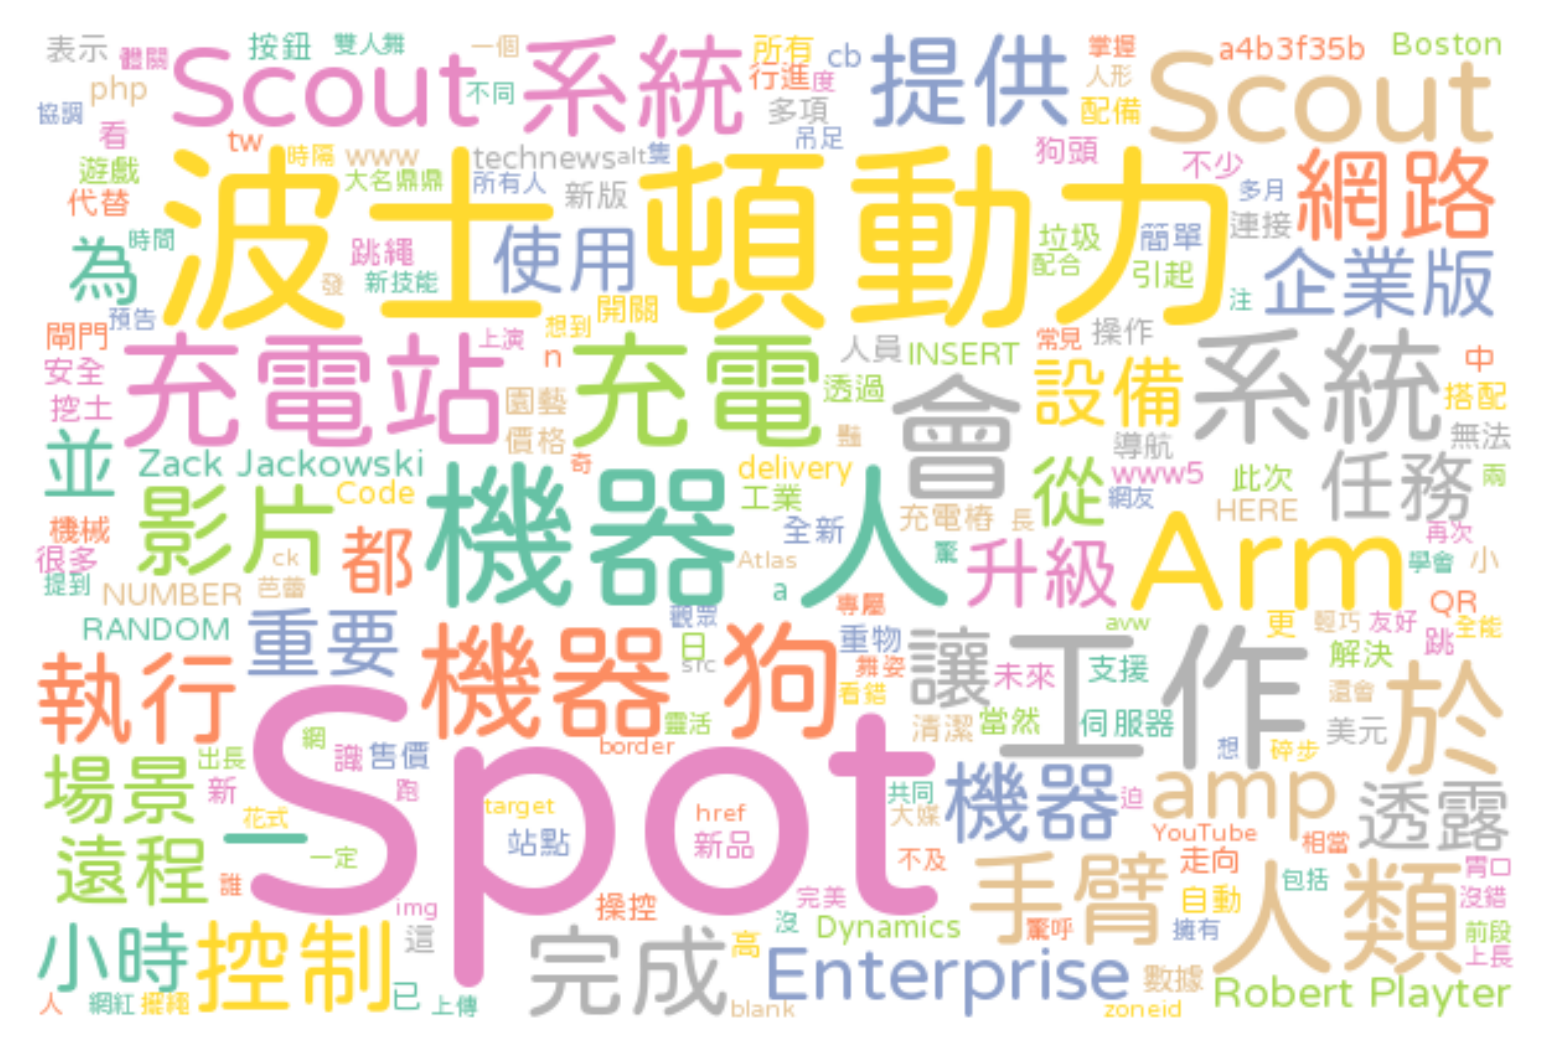 表示
體關
按鈕
雙人舞
一個
所有
cb
提供
掌握
a4b3f35b
Boston
php
Scout
不同
系統
行進
度
人形
Scout
協調
看
多項
配備
tw
時隔
www
technews
alt
隻
吊足
狗頭
不少
網路
遊戲
大名鼎鼎
所有人
新版
多月
代替
波士頓動力
連接
為
時間
跳繩
使用
垃圾
簡單
企業版
發
新技能
配合
引起
注
預告
開關
閘門
充電站
上演
想到
n
充電
人員
INSERT
常見
操作
系統
中
安全
設備
挖土
園藝
透過
會
搭配
並
價格
豔
導航
無法
Zack Jackowski
奇
delivery
從
www5
此次
任務
兩
影片
Code
機器人
工業
網友
HERE
機械
都
全新
充電樁
長
升級
Arm
再次
很多
ck
Atlas
驚
學會
小
提到
NUMBER
芭蕾
a
專屬
QR
RANDOM
重要
觀眾
日
重物
avw
更
輕巧
友好
跳
全能
執行
機器狗
src
舞姿
讓
未來
支援
工作
解決
於
看錯
還會
網
靈活
清潔
當然
伺服器
美元
場景
出長
識
售價
border
想
碎步
新
跑
Spot
共同
機器
迫
amp
透露
花式
target
href
大媒
遠程
一
一定
站點
新品
YouTube
相當
誰
不及
手臂
走向
人類
胃口
包括
img
操控
完美
自動
沒錯
小時
控制
這
完成
高
沒
Dynamics
驚呼
擁有
前段
上長
Enterprise
數據
人
網紅
擺繩
已
上傳
blank
zoneid
Robert Playter